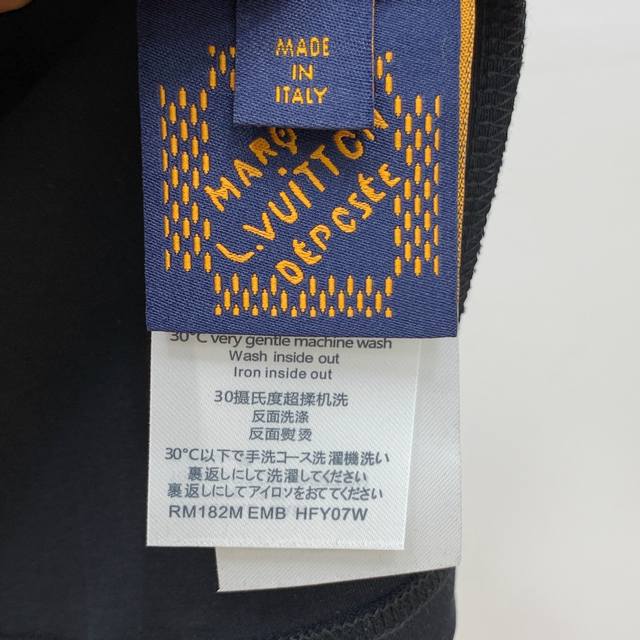 MADE
IN
ITALY
MARQ
L.VUITTON
DÉPOSÉE
30°C very gentle machine wash
Wash inside out
Iron inside out
30摄氏度超揉机洗
反面洗涤
反面熨烫
30°C以下で手洗コース洗濯機洗い
裏返しにして洗濯してください
裏返しにしてアイロソをおててください
RM182M EMB HFY07W